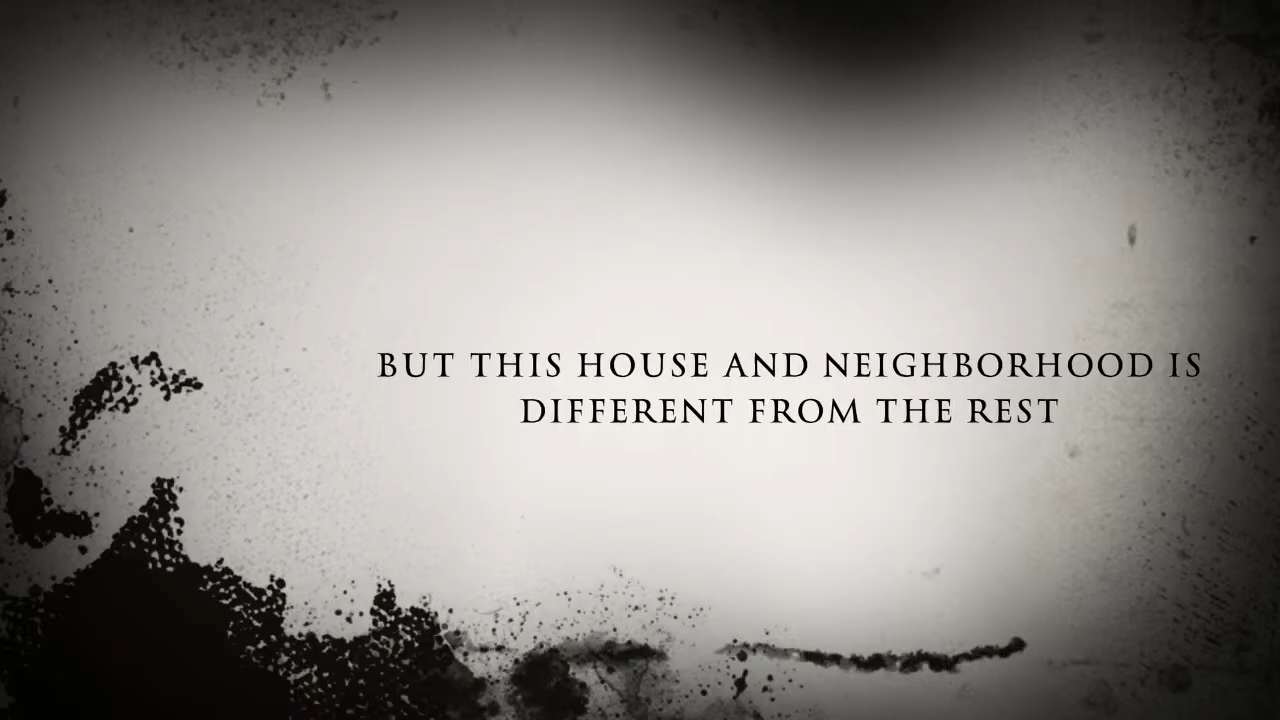 BUT THIS HOUSE AND NEIGHBORHOOD IS
DIFFERENT FROM THE REST